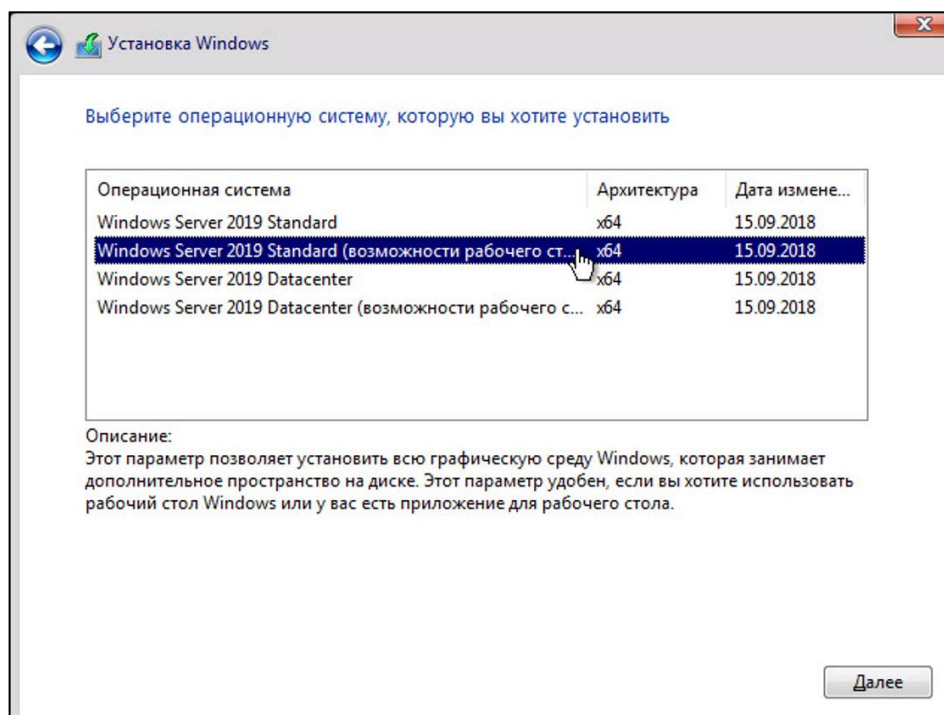 Установка Windows
Выберите операционную систему, которую вы хотите установить
Операционная система Архитектура Дата измене...
Windows Server 2019 Standard x64 15.09.2018
Windows Server 2019 Standard (возможности рабочего ст... x64 15.09.2018
Windows Server 2019 Datacenter x64 15.09.2018
Windows Server 2019 Datacenter (возможности рабочего с... x64 15.09.2018
Описание:
Этот параметр позволяет установить всю графическую среду Windows, которая занимает
дополнительное пространство на диске. Этот параметр удобен, если вы хотите использовать
рабочий стол Windows или у вас есть приложение для рабочего стола.
Далее